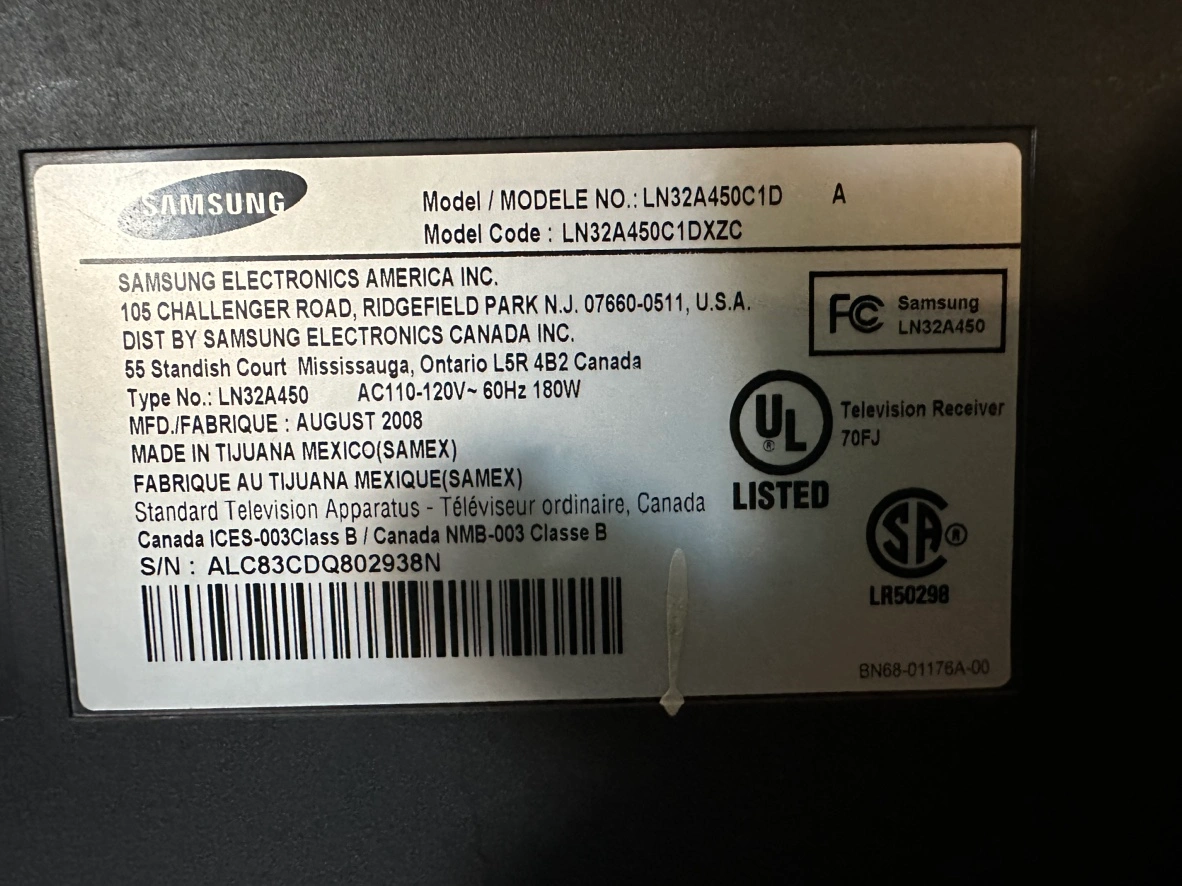 SAMSUNG
Model / MODELE NO.: LN32A450C1D A
Model Code : LN32A450C1DXZC
SAMSUNG ELECTRONICS AMERICA INC.
105 CHALLENGER ROAD, RIDGEFIELD PARK N.J. 07660-0511, U.S.A.
DIST BY SAMSUNG ELECTRONICS CANADA INC.
55 Standish Court Mississauga, Ontario L5R 4B2 Canada
Type No.: LN32A450 AC110-120V~ 60Hz 180W
MFD./FABRIQUE : AUGUST 2008
MADE IN TIJUANA MEXICO(SAMEX)
FABRIQUE AU TIJUANA MEXIQUE(SAMEX)
Standard Television Apparatus - Téléviseur ordinaire, Canada
Canada ICES-003Class B / Canada NMB-003 Classe B
S/N : ALC83CDQ802938N
FC Samsung
LN32A450
UL® Television Receiver
70FJ
LISTED
SA®
LR50298
BN68-01176A-00